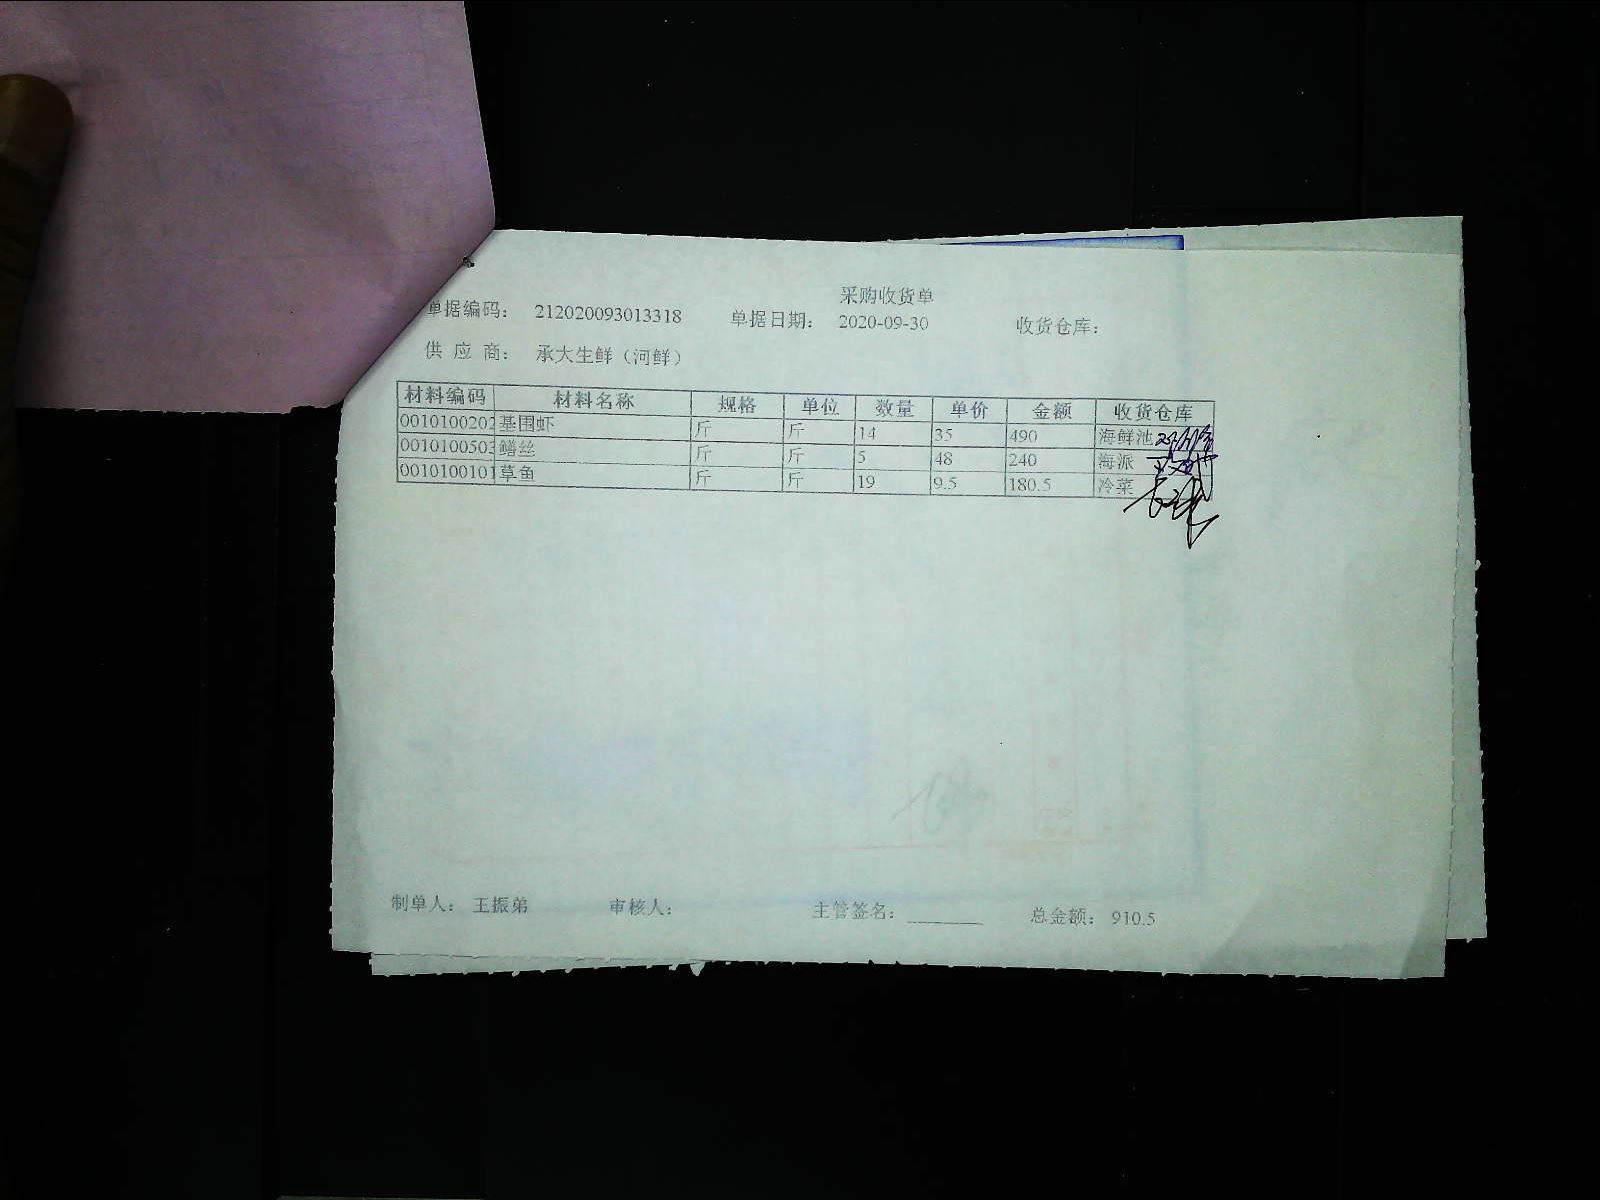 采购收货单
单据编码： 212020093013318 单据日期： 2020-09-30 收货仓库：
供 应 商： 承大生鲜（河鲜）
材料编码 材料名称 规格 单位 数量 单价 金额 收货仓库
0010100202 基围虾 斤 斤 14 35 490 海鲜池
0010100503 鳝丝 斤 斤 5 48 240 海派
0010100101 草鱼 斤 斤 19 9.5 180.5 冷菜
制单人： 王振弟 审核人： 主管签名： 总金额： 910.5